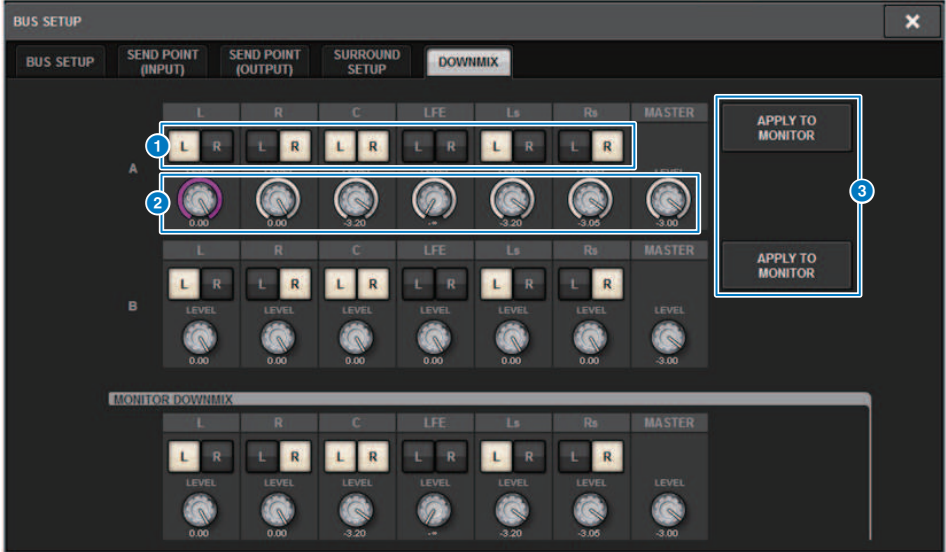 BUS SETUP
BUS SETUP
SEND POINT
(INPUT)
SEND POINT
(OUTPUT)
SURROUND
SETUP
DOWNMIX
L R C LFE Ls Rs MASTER
1
L R L R L R L R L R L R
A
LEVEL
2
0.00 0.00 -3.20 -∞ -3.20 -3.05 -3.00
APPLY TO
MONITOR
3
APPLY TO
MONITOR
L R C LFE Ls Rs MASTER
L R L R L R L R L R L R
B
LEVEL LEVEL LEVEL LEVEL LEVEL LEVEL LEVEL
0.00 0.00 0.00 0.00 0.00 0.00 -3.00
MONITOR DOWNMIX
L R C LFE Ls Rs MASTER
L R L R L R L R L R L R
LEVEL LEVEL LEVEL LEVEL LEVEL LEVEL LEVEL
0.00 0.00 -3.20 -∞ -3.20 -3.05 -3.00